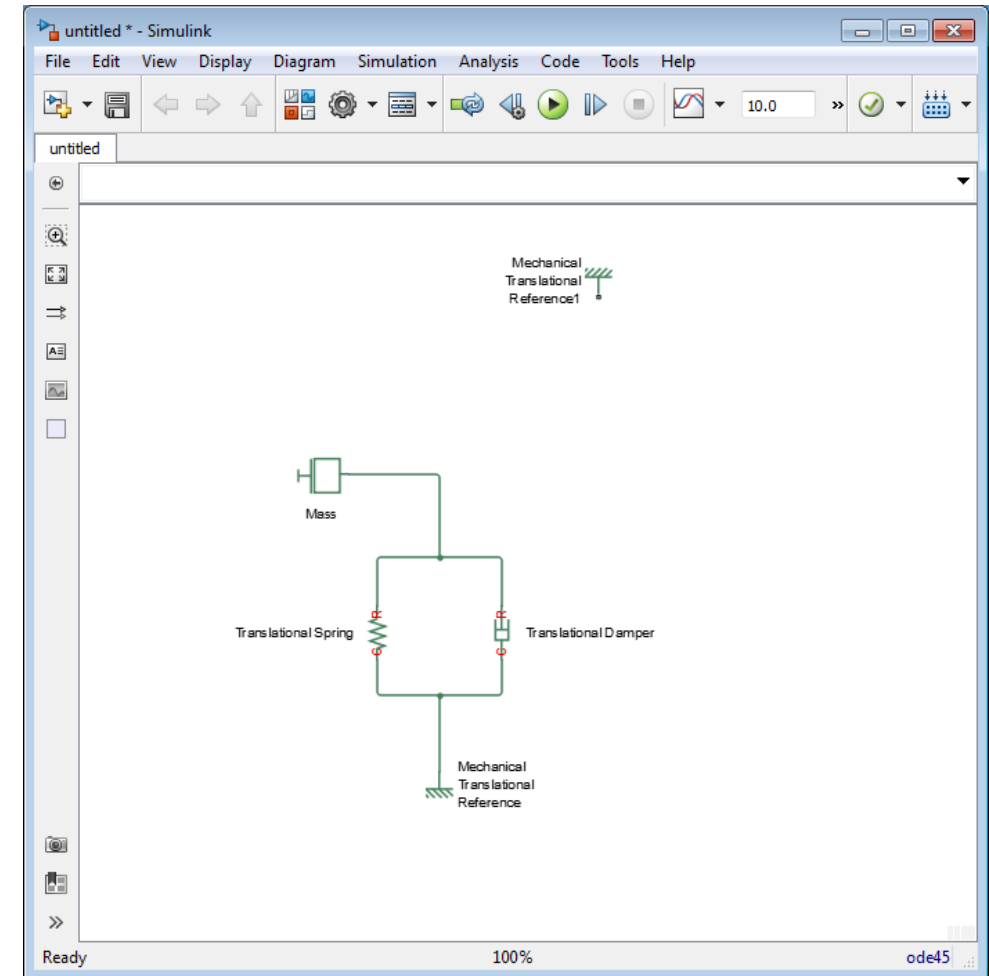 untitled * - Simulink
File Edit View Display Diagram Simulation Analysis Code Tools Help
10.0 »
untitled
Mechanical
Translational
Reference1
Mass
R R
Translational Spring Translational Damper
C C
Mechanical
Translational
Reference
Ready 100% ode45